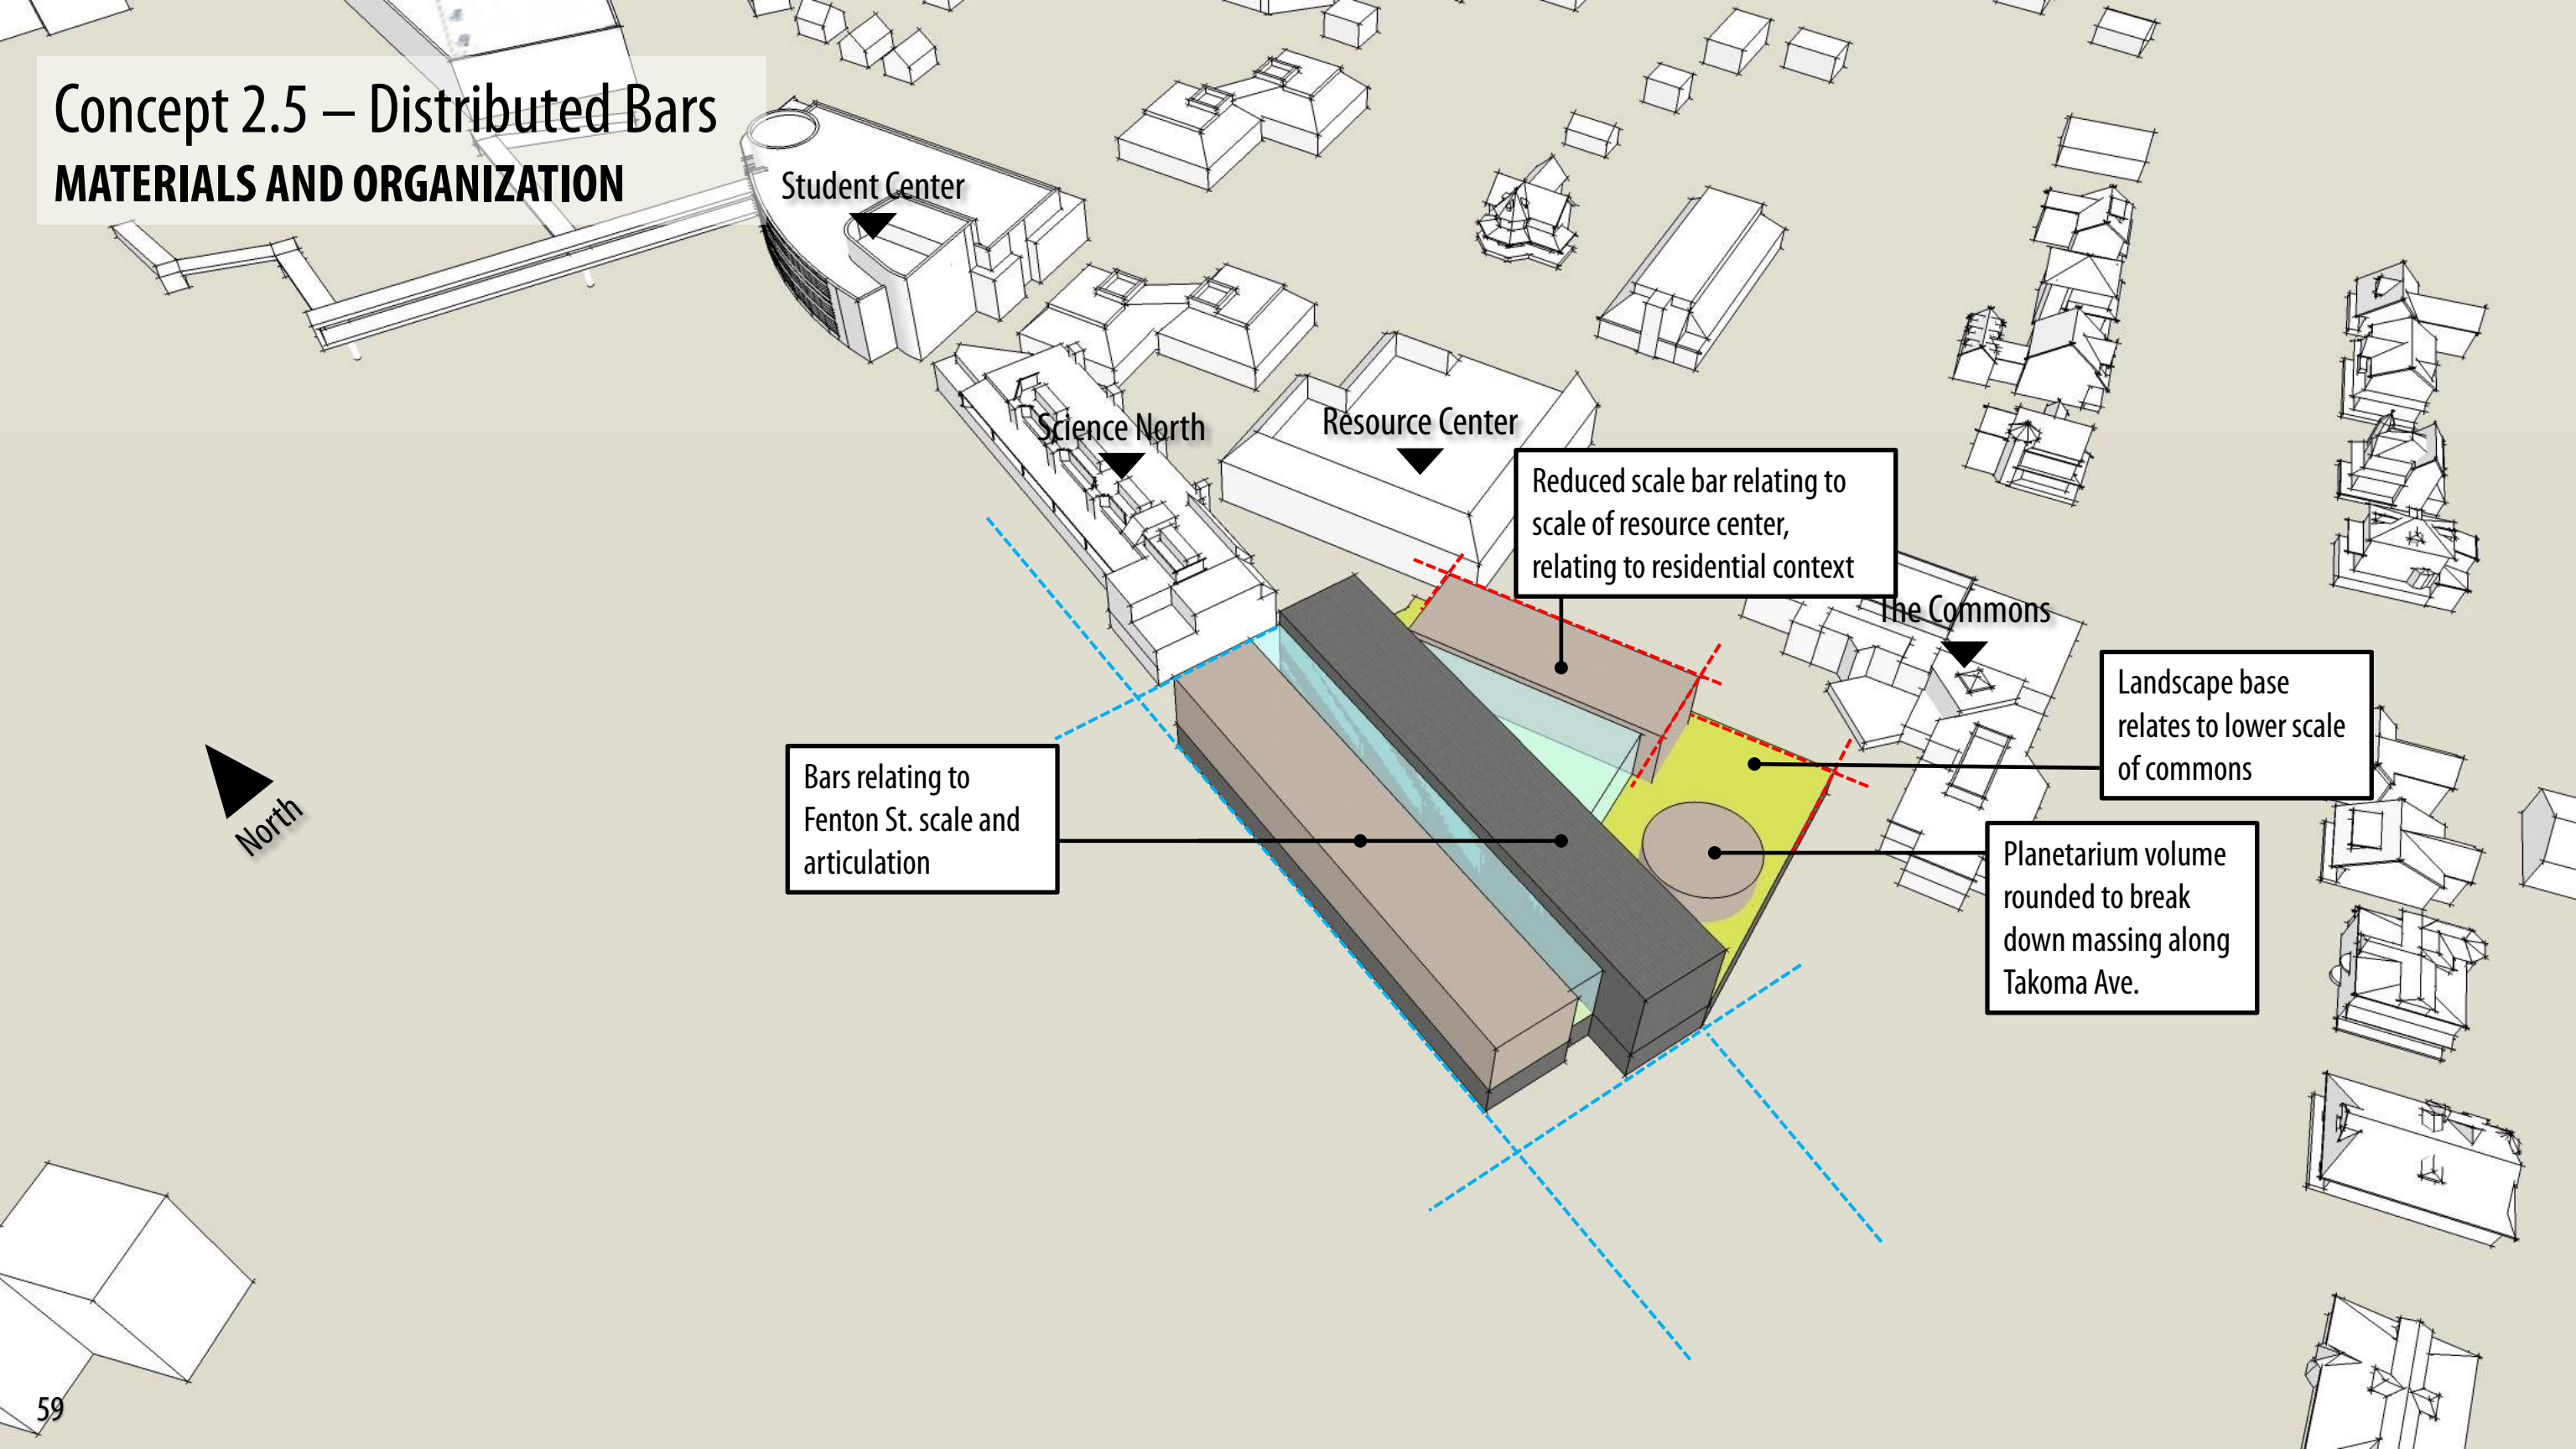 Concept 2.5 – Distributed Bars
MATERIALS AND ORGANIZATION
Student Center
Science North
Resource Center
Reduced scale bar relating to
scale of resource center,
relating to residential context
The Commons
Landscape base
relates to lower scale
of commons
Bars relating to
Fenton St. scale and
articulation
Planetarium volume
rounded to break
down massing along
Takoma Ave.
North
59